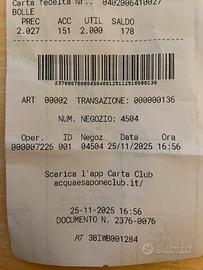 Carta fedeltà Nr.: 0402006410027
BOLLE
PREC ACC UTIL SALDO
2.027 151 2.000 178
ART 00002 TRANSAZIONE: 000000136
NUM. NEGOZIO: 4504
Oper. ID Negoz Data Ora
000007226 001 04504 25/11/2025 16:56
Scarica l'app Carta Club
acquaesaponeclub.it/
25-11-2025 16:56
DOCUMENTO N. 2376-0076
RT 3BIWB001284
subito